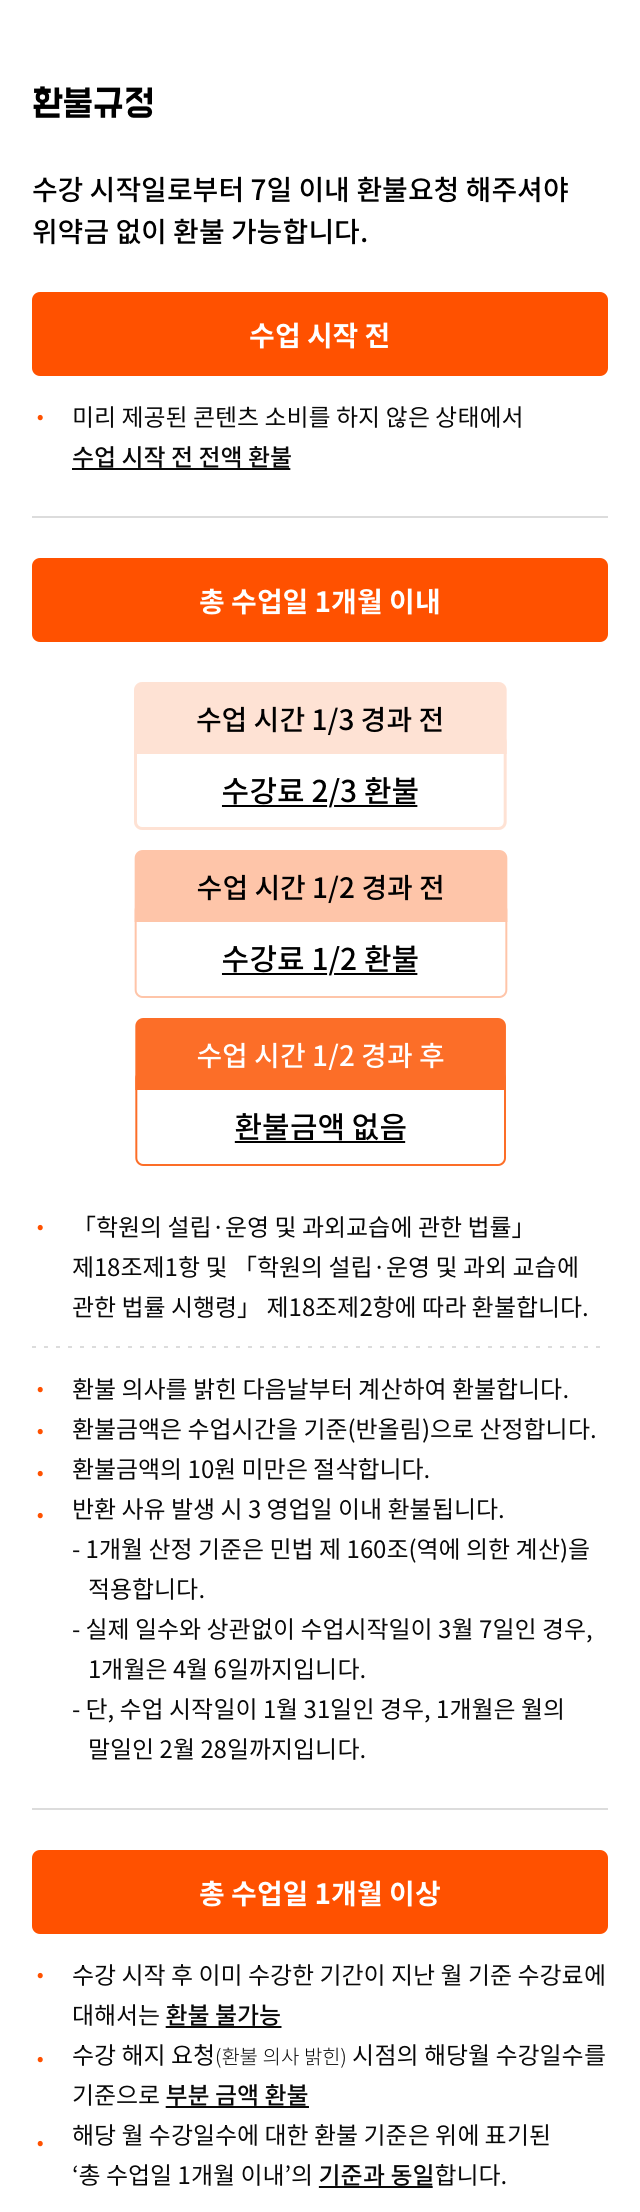 환불규정
수강 시작일로부터 7일 이내 환불요청 해주셔야
위약금 없이 환불 가능합니다.
수업 시작 전
• 미리 제공된 콘텐츠 소비를 하지 않은 상태에서
수업 시작 전 전액 환불
총 수업일 1개월 이내
수업 시간 1/3 경과 전
수강료 2/3 환불
수업 시간 1/2 경과 전
수강료 1/2 환불
수업 시간 1/2 경과 후
환불금액 없음
• 「학원의 설립·운영 및 과외교습에 관한 법률」
제18조제1항 및 「학원의 설립·운영 및 과외 교습에
관한 법률 시행령」 제18조제2항에 따라 환불합니다.
• 환불 의사를 밝힌 다음날부터 계산하여 환불합니다.
• 환불금액은 수업시간을 기준(반올림)으로 산정합니다.
• 환불금액의 10원 미만은 절삭합니다.
• 반환 사유 발생 시 3 영업일 이내 환불됩니다.
- 1개월 산정 기준은 민법 제 160조(역에 의한 계산)을
적용합니다.
- 실제 일수와 상관없이 수업시작일이 3월 7일인 경우,
1개월은 4월 6일까지입니다.
- 단, 수업 시작일이 1월 31일인 경우, 1개월은 월의
말일인 2월 28일까지입니다.
총 수업일 1개월 이상
• 수강 시작 후 이미 수강한 기간이 지난 월 기준 수강료에
대해서는 환불 불가능
• 수강 해지 요청(환불 의사 밝힌) 시점의 해당월 수강일수를
기준으로 부분 금액 환불
• 해당 월 수강일수에 대한 환불 기준은 위에 표기된
‘총 수업일 1개월 이내’의 기준과 동일합니다.